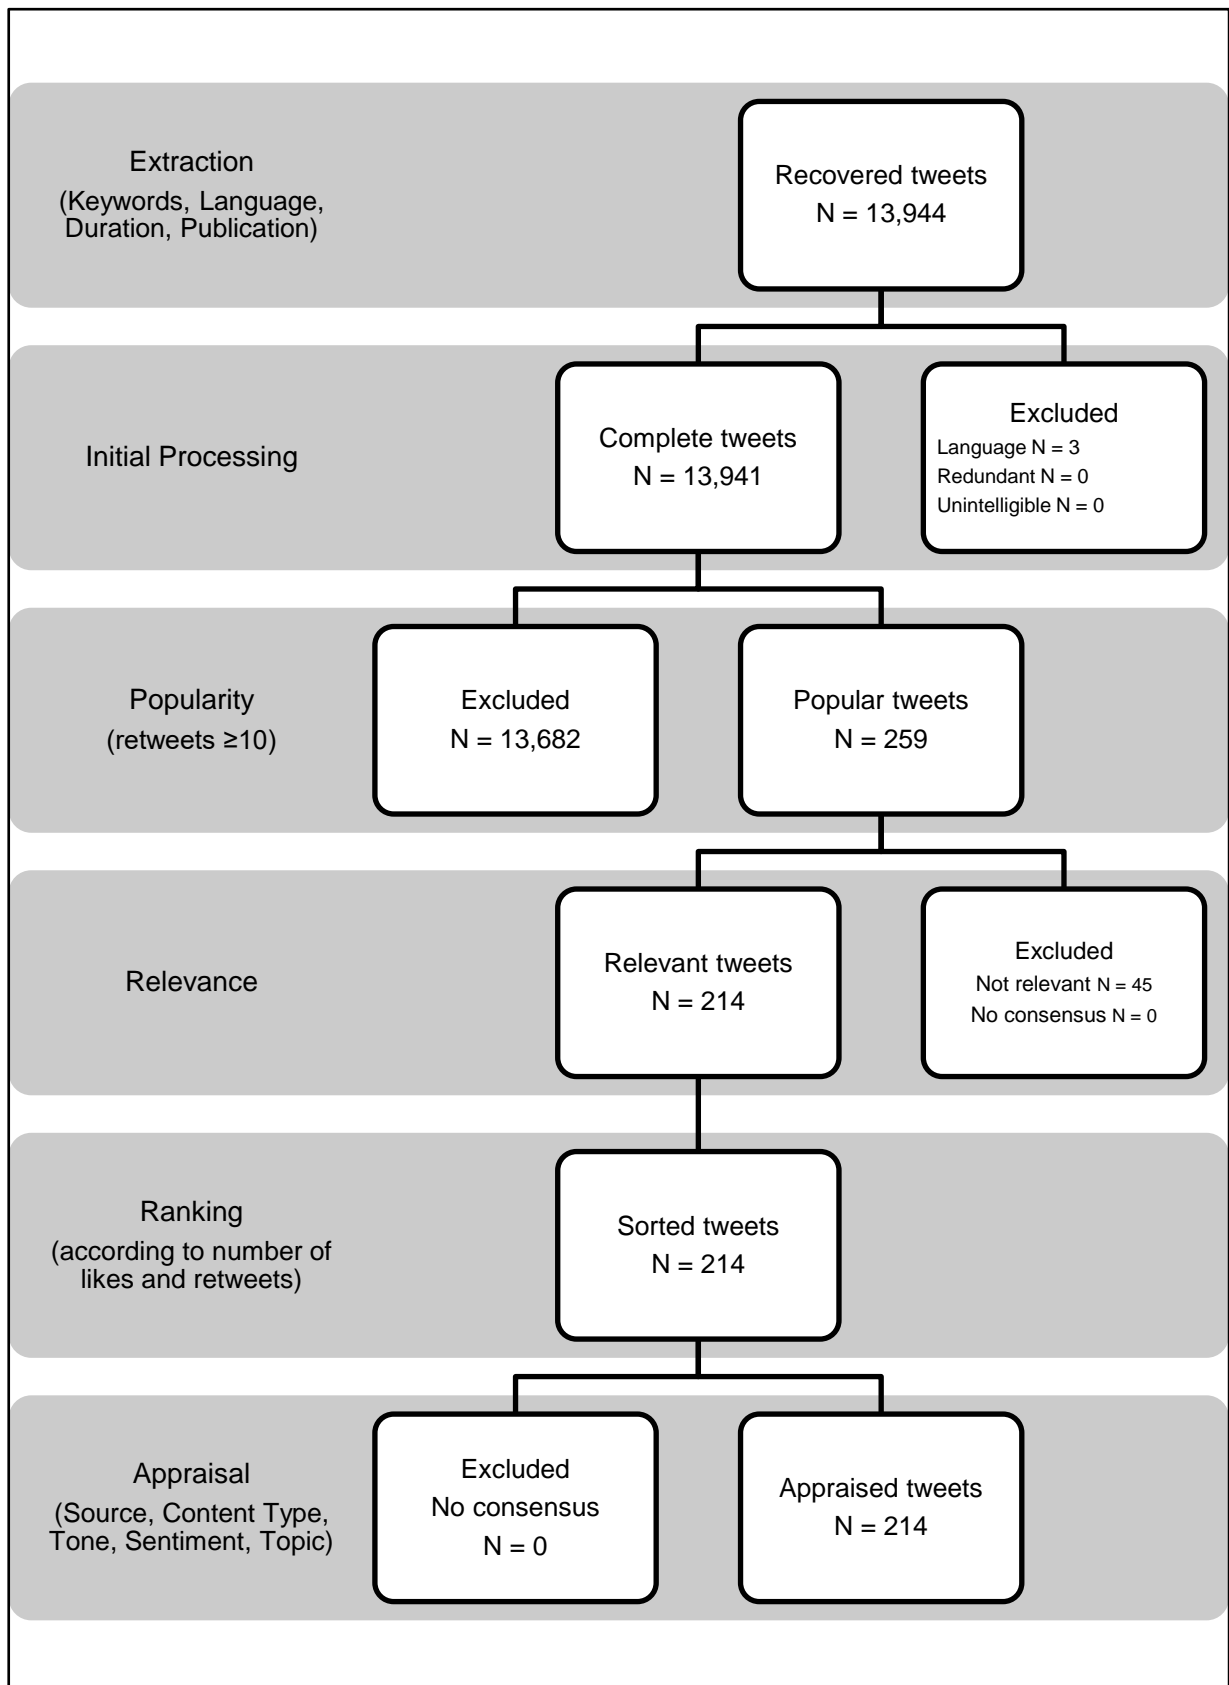 Extraction
(Keywords, Language,
Duration, Publication)
Recovered tweets
N = 13,944
Initial Processing
Complete tweets
N = 13,941
Excluded
Language N = 3
Redundant N = 0
Unintelligible N = 0
Popularity
(retweets ≥10)
Excluded
N = 13,682
Popular tweets
N = 259
Relevance
Relevant tweets
N = 214
Excluded
Not relevant N = 45
No consensus N = 0
Ranking
(according to number of
likes and retweets)
Sorted tweets
N = 214
Appraisal
(Source, Content Type,
Tone, Sentiment, Topic)
Excluded
No consensus
N = 0
Appraised tweets
N = 214